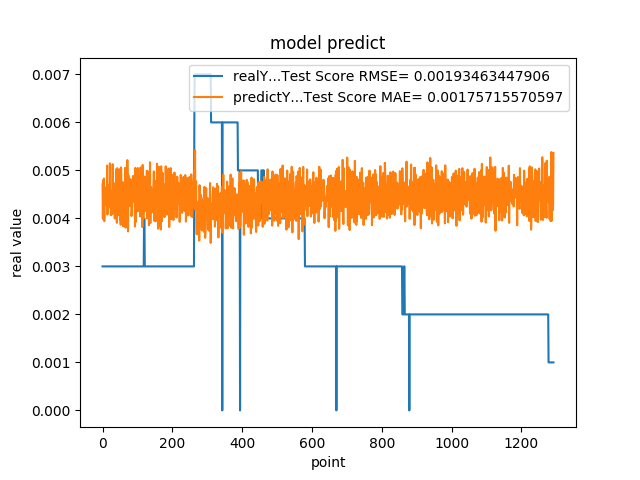 model predict
realY...Test Score RMSE= 0.00193463447906
predictY...Test Score MAE= 0.00175715570597
real value
0.007
0.006
0.005
0.004
0.003
0.002
0.001
0.000
0 200 400 600 800 1000 1200
point